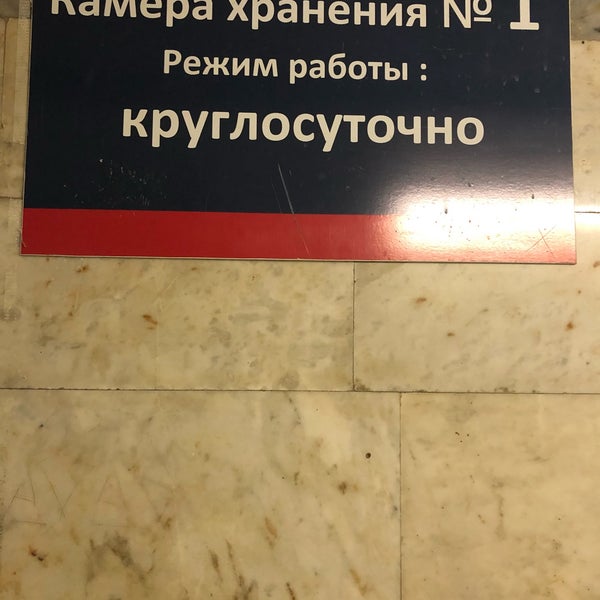 Камера хранения № 1
Режим работы :
круглосуточно